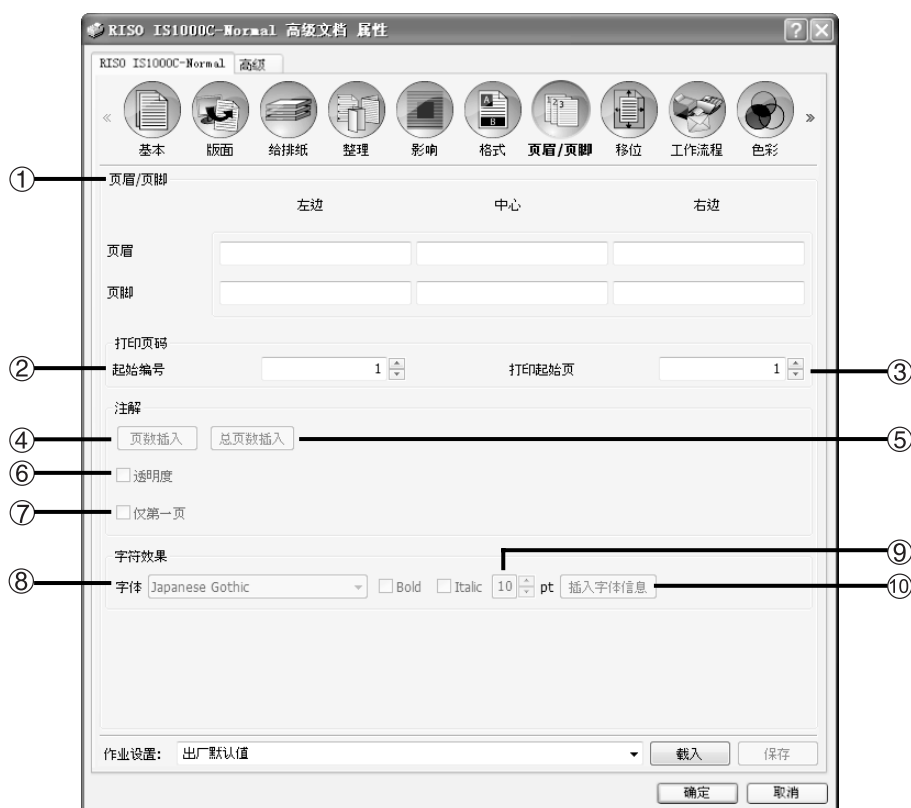 RISO IS1000C-Normal 高级文档 属性
RISO IS1000C-Normal 高级
« 基本 版面 给排纸 整理 影响 格式 页眉/页脚 移位 工作流程 色彩 »
① 页眉/页脚
左边 中心 右边
页眉
页脚
打印页码
② 起始编号 1 打印起始页 1 ③
注解
④ 页数插入 总页数插入 ⑤
⑥ 透明度
⑦ 仅第一页
字符效果 ⑨
⑧ 字体 Japanese Gothic Bold Italic 10 pt 插入字体信息 ⑩
作业设置: 出厂默认值 载入 保存
确定 取消